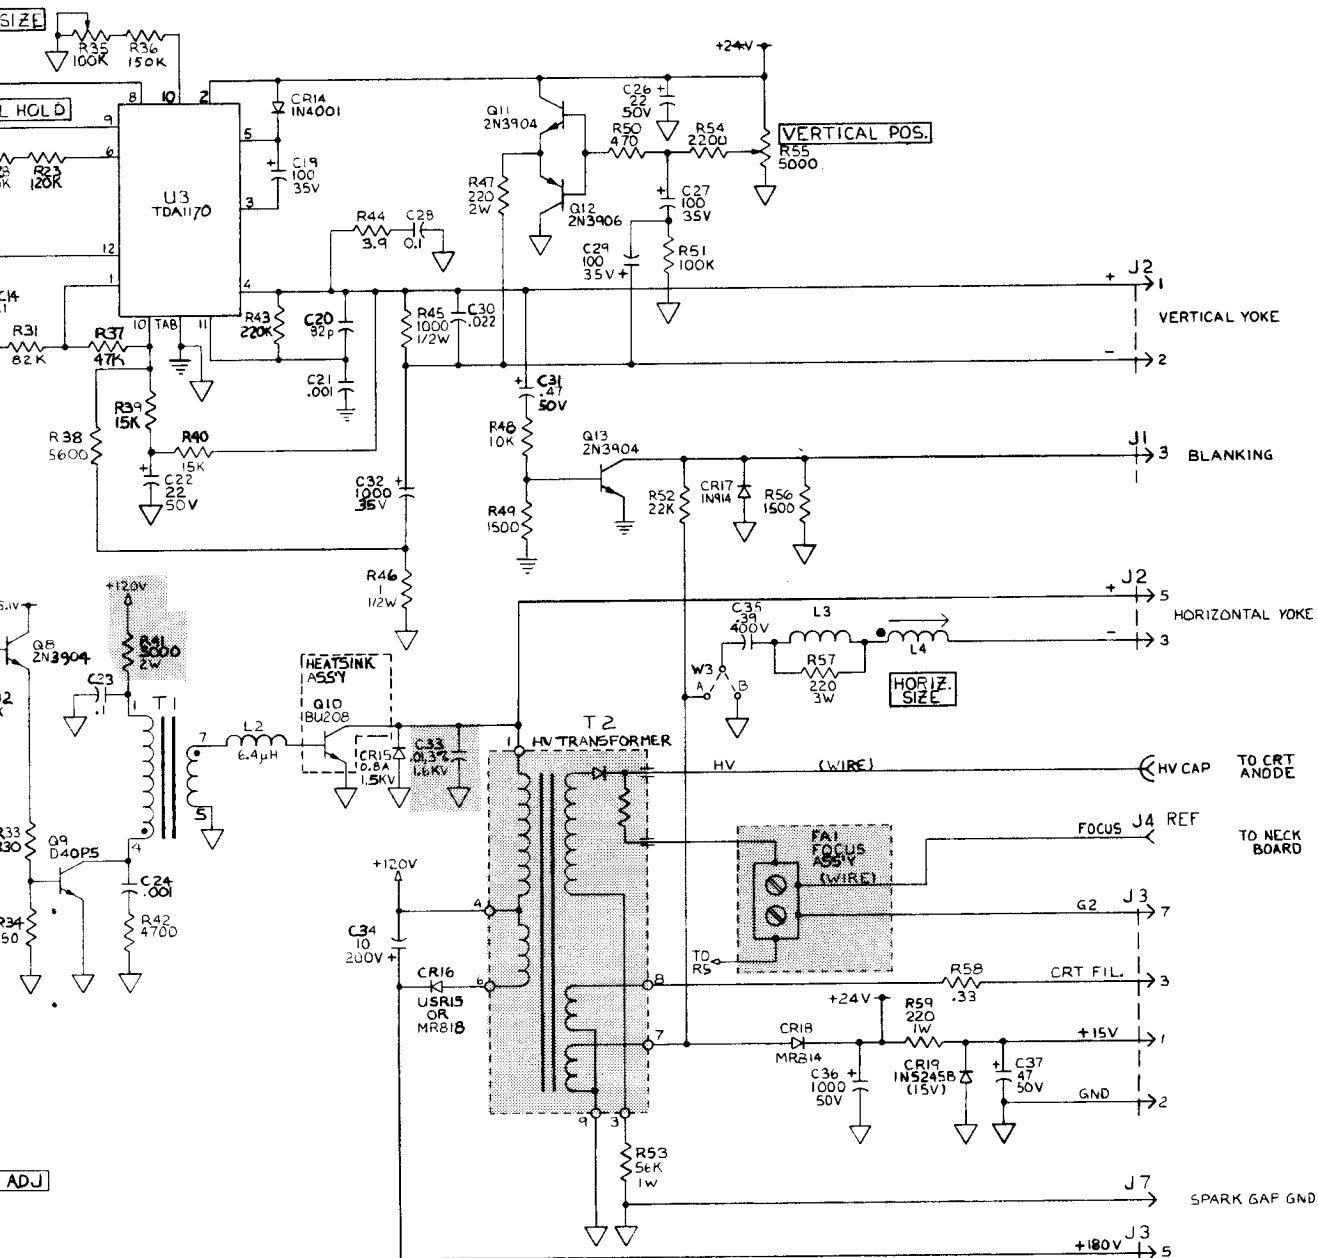 SIZE
R35
100K
R36
150K
+24V
8
10
2
CR14
1N4001
L HOLD
9
6
R23
120K
5
3
C19
100
35V
U3
TDA1170
12
1
4
10
TAB
11
Q11
2N3904
C26 +
22
50V
R50
470
R54
2200
VERTICAL POS.
R55
5000
R47
220
2W
Q12
2N3906
C27
100
35V
C29
100
35V +
R51
100K
R44
3.9
C28
0.1
J2
+
1
VERTICAL YOKE
-
2
C14
R31
82K
R37
47K
R43
220K
C20
82p
R45
1000
1/2W
C30
.022
C21
.001
C31
.47
50V
R39
15K
R38
5600
R40
15K
C22
22
50V
C32
1000
35V
R48
10K
R49
1500
Q13
2N3904
R52
22K
CR17
1N914
R56
1500
J1
3
BLANKING
R46
1
1/2W
+120V
R41
3000
2W
Q8
2N3904
C23
.1
T1
1
4
7
5
L2
6.4µH
HEATSINK
ASS'Y
Q10
BU208
CR15
0.8A
1.5KV
C33
.013%
1.6KV
J2
+
5
HORIZONTAL YOKE
-
3
C35
.39
400V
L3
L4
R57
220
3W
W3
A
B
HORIZ.
SIZE
T2
HV TRANSFORMER
1
HV
(WIRE)
HV CAP
TO CRT
ANODE
J4 REF
FOCUS
TO NECK
BOARD
FA1
FOCUS
ASS'Y
(WIRE)
G2
J3
7
TO
R5
R33
R34
Q9
D40P5
C24
.001
R42
4700
+120V
4
C34
10
200V +
CR16
USR15
OR
MR818
6
8
R58
.33
CRT FIL.
3
+24V
R59
220
1W
+15V
1
7
CR18
MR814
C36
1000
50V
CR19
1N5245B
(15V)
C37
47
50V
GND
2
9
3
R53
56K
1W
J7
SPARK GAP GND
ADJ
J3
+180V
5